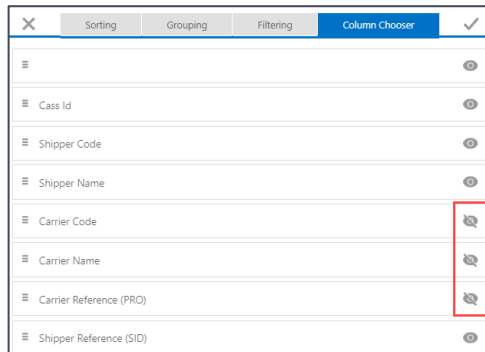 Sorting Grouping Filtering Column Chooser
Cass Id
Shipper Code
Shipper Name
Carrier Code
Carrier Name
Carrier Reference (PRO)
Shipper Reference (SID)